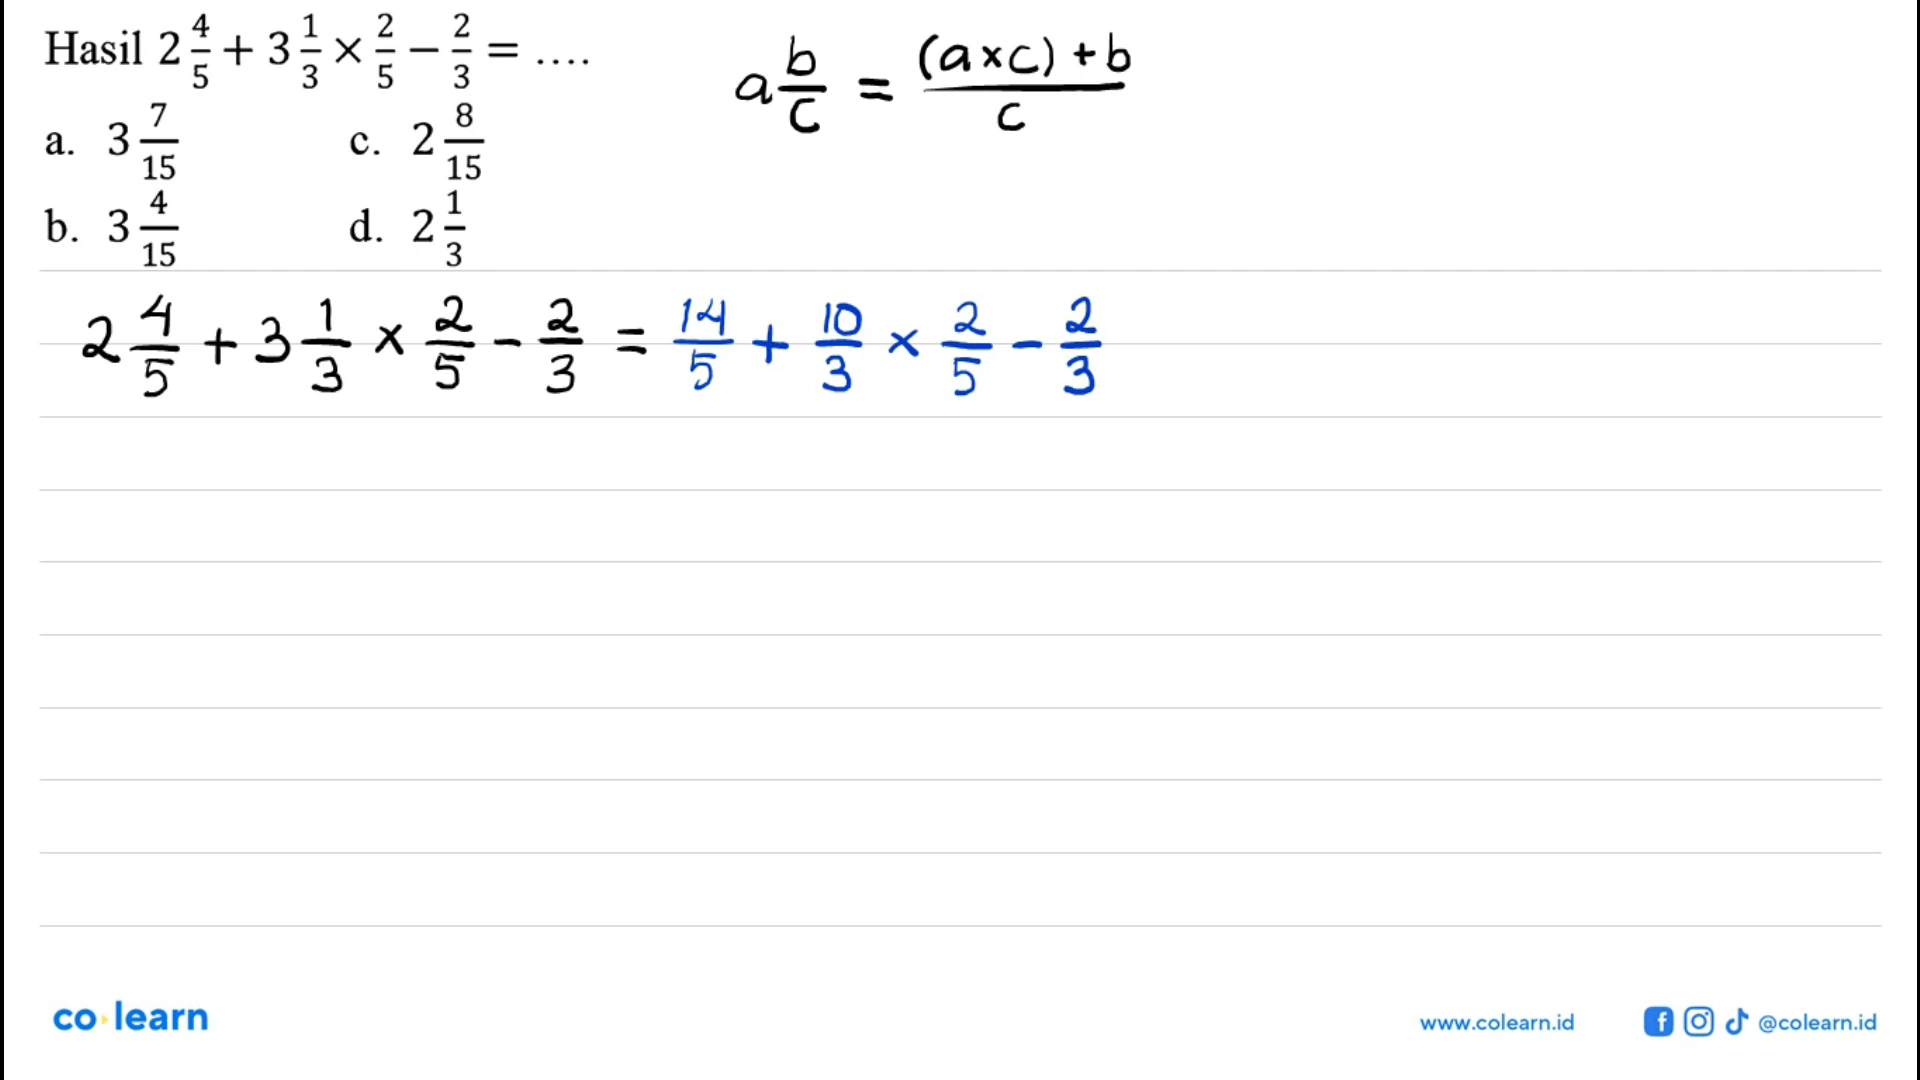 Hasil 2 4/5 + 3 1/3 × 2/5 − 2/3 = ....
a. 3 7/15 c. 2 8/15
b. 3 4/15 d. 2 1/3
a b/c = (a×c) + b / c
2 4/5 + 3 1/3 × 2/5 − 2/3 = 14/5 + 10/3 × 2/5 − 2/3
co learn
www.colearn.id @colearn.id